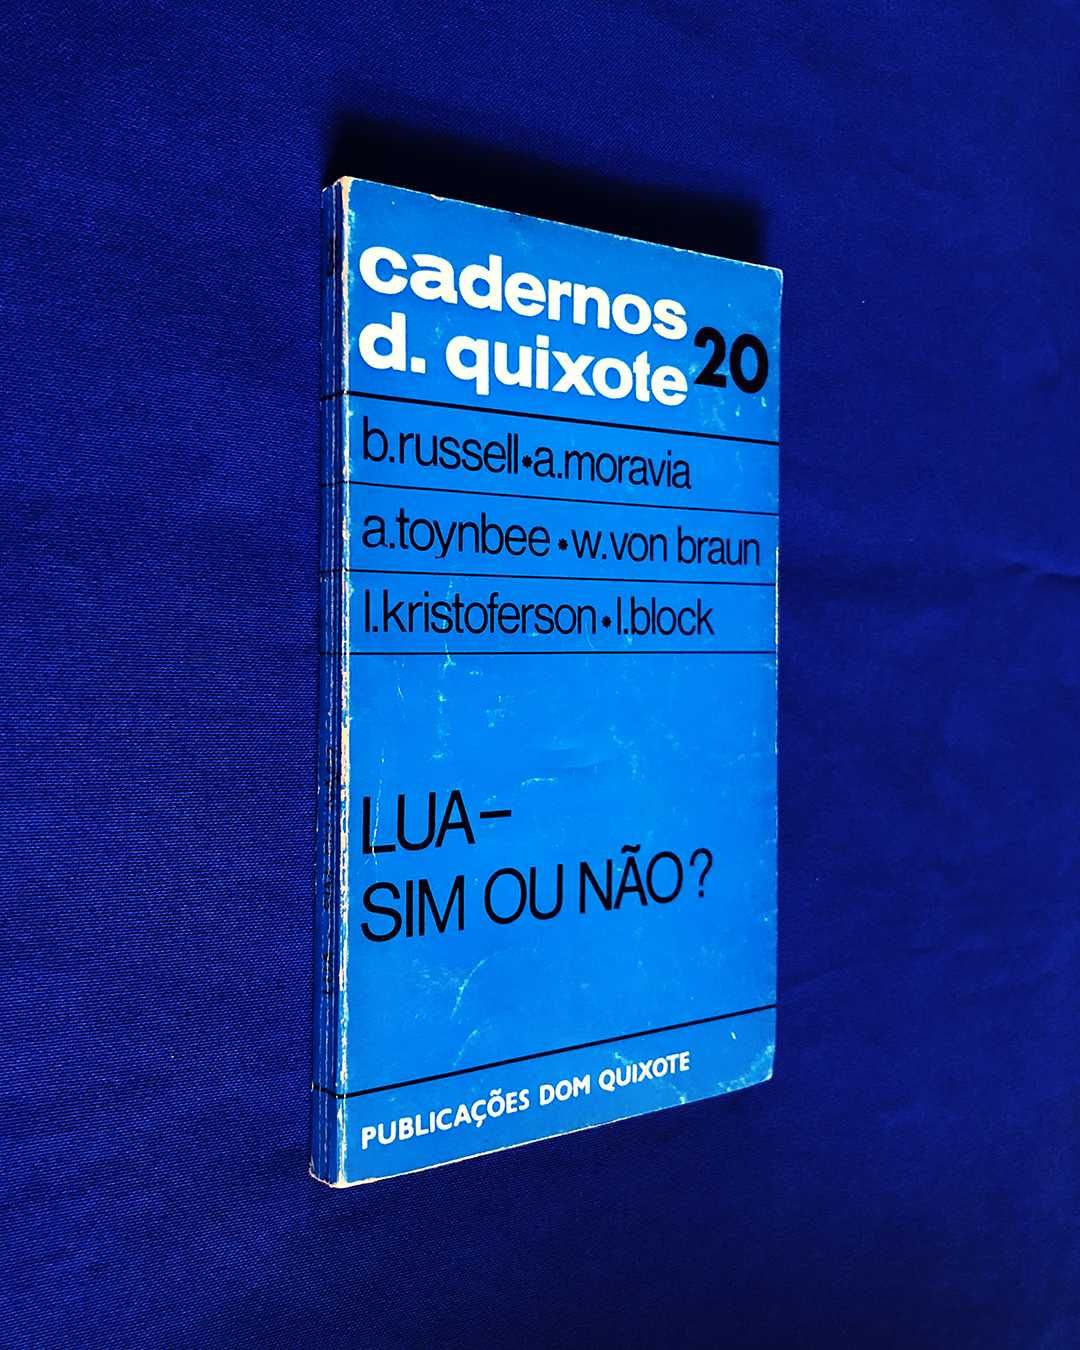 cadernos
d. quixote 20
b.russell*a.moravia
a.toynbee*w.von braun
l.kristoferson*l.block
LUA–
SIM OU NÃO?
PUBLICAÇÕES DOM QUIXOTE